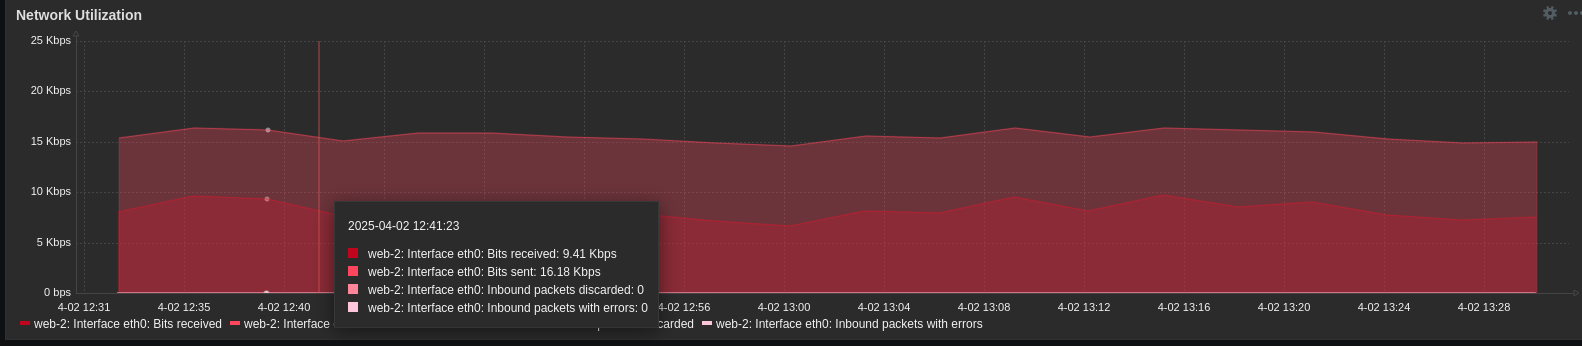 Network Utilization
25 Kbps
20 Kbps
15 Kbps
10 Kbps
5 Kbps
0 bps
2025-04-02 12:41:23
web-2: Interface eth0: Bits received: 9.41 Kbps
web-2: Interface eth0: Bits sent: 16.18 Kbps
web-2: Interface eth0: Inbound packets discarded: 0
web-2: Interface eth0: Inbound packets with errors: 0
4-02 12:31 4-02 12:35 4-02 12:40 4-02 12:56 4-02 13:00 4-02 13:04 4-02 13:08 4-02 13:12 4-02 13:16 4-02 13:20 4-02 13:24 4-02 13:28
web-2: Interface eth0: Bits received web-2: Interface carded web-2: Interface eth0: Inbound packets with errors